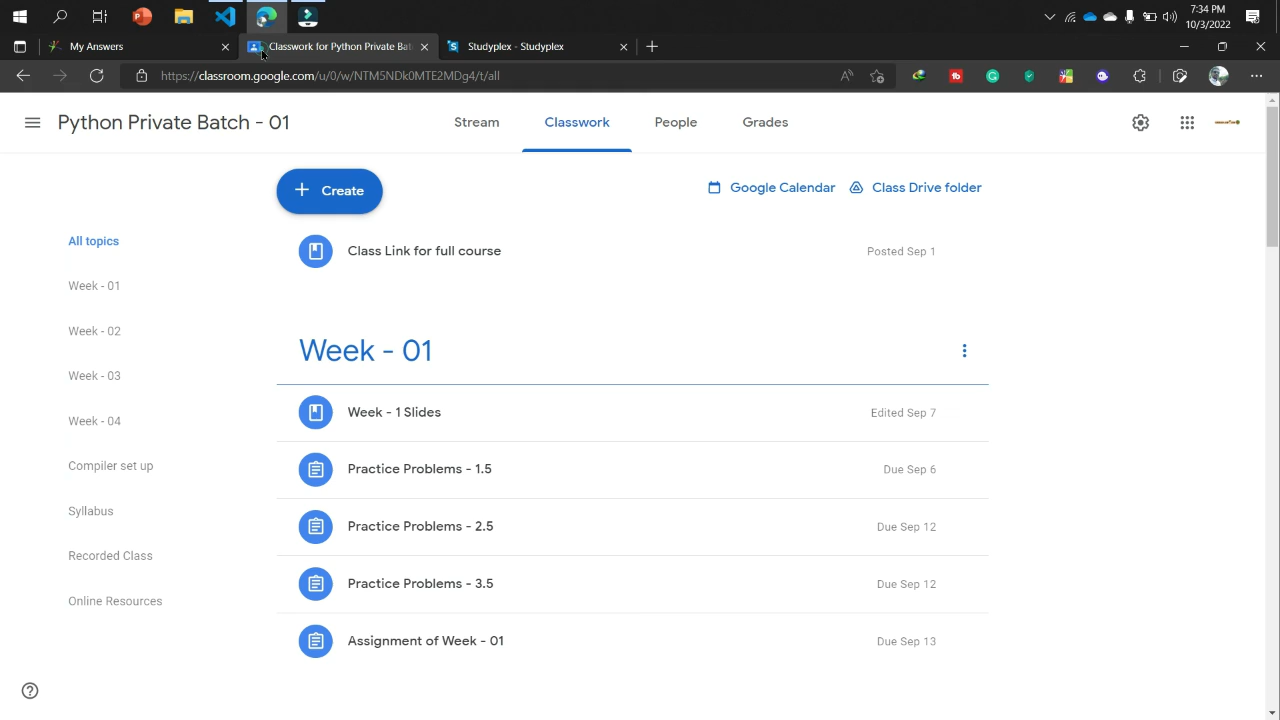 7:34 PM
10/3/2022
My Answers
Classwork for Python Private Bat
Studyplex - Studyplex
https://classroom.google.com/u/0/w/NTM5NDk0MTE2MDg4/t/all
Python Private Batch - 01
Stream
Classwork
People
Grades
Create
Google Calendar
Class Drive folder
All topics
Week - 01
Week - 02
Week - 03
Week - 04
Compiler set up
Syllabus
Recorded Class
Online Resources
Class Link for full course
Posted Sep 1
Week - 01
Week - 1 Slides
Edited Sep 7
Practice Problems - 1.5
Due Sep 6
Practice Problems - 2.5
Due Sep 12
Practice Problems - 3.5
Due Sep 12
Assignment of Week - 01
Due Sep 13